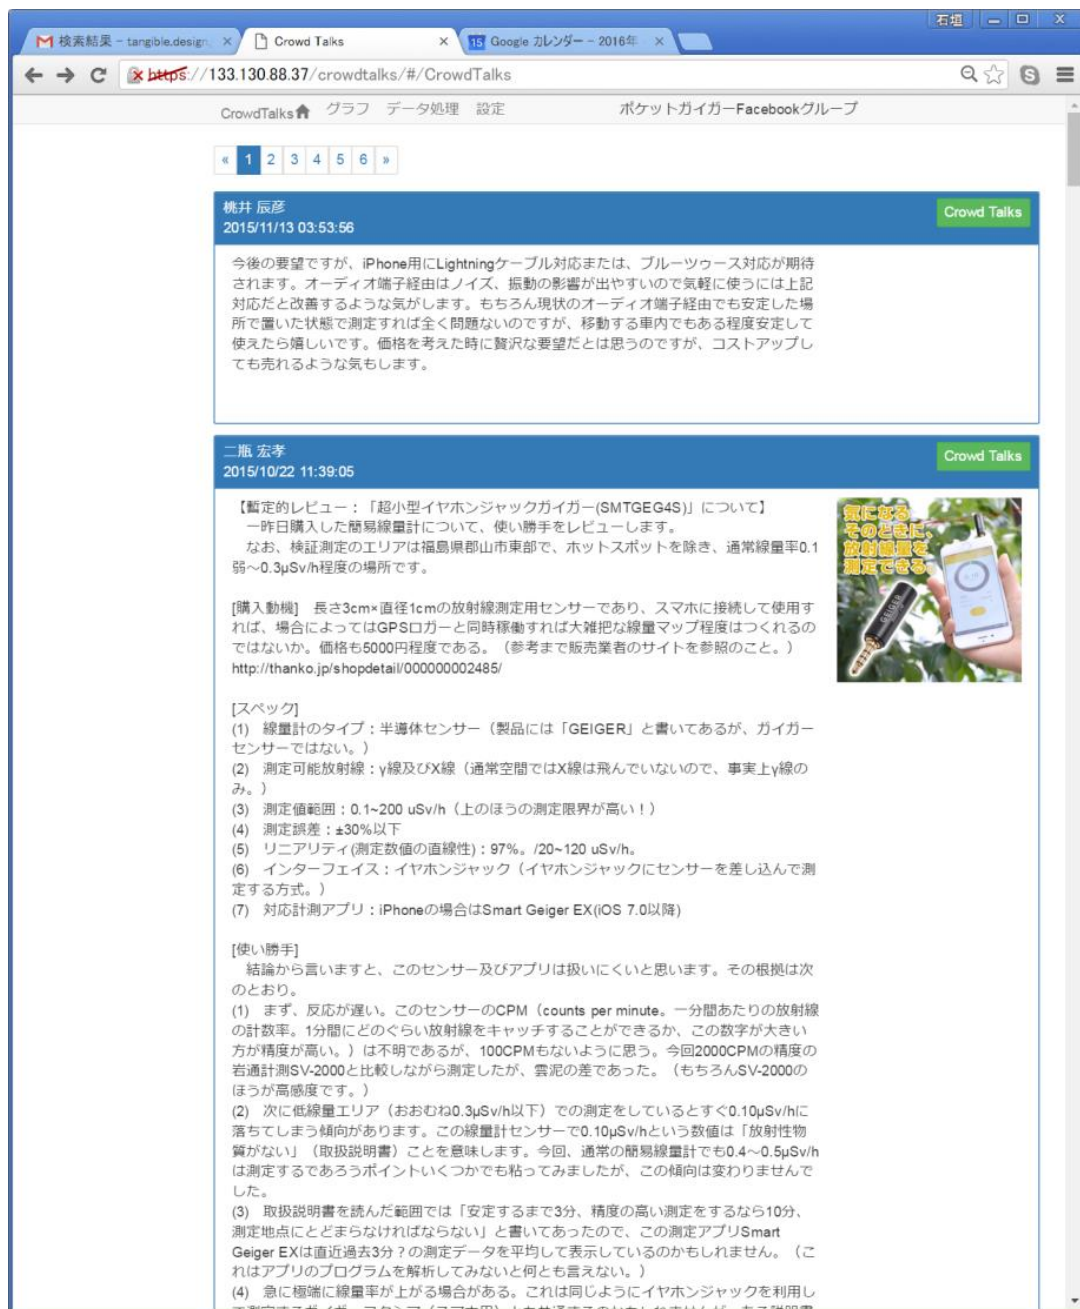 石垣
検索結果 - tangible.design
Crowd Talks
15 Google カレンダー - 2016年
https://133.130.88.37/crowdtalks/#/CrowdTalks
CrowdTalks グラフ データ処理 設定 ポケットガイガーFacebookグループ
« 1 2 3 4 5 6 »
桃井 辰彦
2015/11/13 03:53:56
Crowd Talks
今後の要望ですが、iPhone用にLightningケーブル対応または、ブルーツゥース対応が期待
されます。オーディオ端子経由はノイズ、振動の影響が出やすいので気軽に使うには上記
対応だと改善するような気がします。もちろん現状のオーディオ端子経由でも安定した場
所で置いた状態で測定すれば全く問題ないのですが、移動する車内でもある程度安定して
使えたら嬉しいです。価格を考えた時に贅沢な要望だとは思うのですが、コストアップし
ても売れるような気もします。
二瓶 宏孝
2015/10/22 11:39:05
Crowd Talks
【暫定的レビュー：「超小型イヤホンジャックガイガー(SMTGEG4S)」について】
一昨日購入した簡易線量計について、使い勝手をレビューします。
なお、検証測定のエリアは福島県郡山市東部で、ホットスポットを除き、通常線量率0.1
弱～0.3μSv/h程度の場所です。
気になる
そのときに、
放射線量を
測定できる。
GEIGER
[購入動機]　長さ3cm×直径1cmの放射線測定用センサーであり、スマホに接続して使用す
れば、場合によってはGPSロガーと同時稼働すれば大雑把な線量マップ程度はつくれるの
ではないか。価格も5000円程度である。（参考まで販売業者のサイトを参照のこと。）
http://thanko.jp/shopdetail/000000002485/
[スペック]
(1)　線量計のタイプ：半導体センサー（製品には「GEIGER」と書いてあるが、ガイガー
センサーではない。）
(2)　測定可能放射線：γ線及びX線（通常空間ではX線は飛んでいないので、事実上γ線の
み。）
(3)　測定値範囲：0.1~200 uSv/h（上のほうの測定限界が高い！）
(4)　測定誤差：±30%以下
(5)　リニアリティ(測定数値の直線性)：97%。/20~120 uSv/h。
(6)　インターフェイス：イヤホンジャック（イヤホンジャックにセンサーを差し込んで測
定する方式。）
(7)　対応計測アプリ：iPhoneの場合はSmart Geiger EX(iOS 7.0以降)
[使い勝手]
結論から言いますと、このセンサー及びアプリは扱いにくいと思います。その根拠は次
のとおり。
(1)　まず、反応が遅い。このセンサーのCPM（counts per minute。一分間あたりの放射線
の計数率。1分間にどのぐらい放射線をキャッチすることができるか、この数字が大きい
方が精度が高い。）は不明であるが、100CPMもないように思う。今回2000CPMの精度の
岩通計測SV-2000と比較しながら測定したが、雲泥の差であった。（もちろんSV-2000の
ほうが高感度です。）
(2)　次に低線量エリア（おおむね0.3μSv/h以下）での測定をしているとすぐ0.10μSv/hに
落ちてしまう傾向があります。この線量計センサーで0.10μSv/hという数値は「放射性物
質がない」（取扱説明書）ことを意味します。今回、通常の簡易線量計でも0.4～0.5μSv/h
は測定するであろうポイントいくつかでも粘ってみましたが、この傾向は変わりませんで
した。
(3)　取扱説明書を読んだ範囲では「安定するまで3分、精度の高い測定をするなら10分、
測定地点にとどまらなければならない」と書いてあったので、この測定アプリSmart
Geiger EXは直近過去3分？の測定データを平均して表示しているのかもしれません。（こ
れはアプリのプログラムを解析してみないと何とも言えない。）
(4)　急に極端に線量率が上がる場合がある。これは同じようにイヤホンジャックを利用し